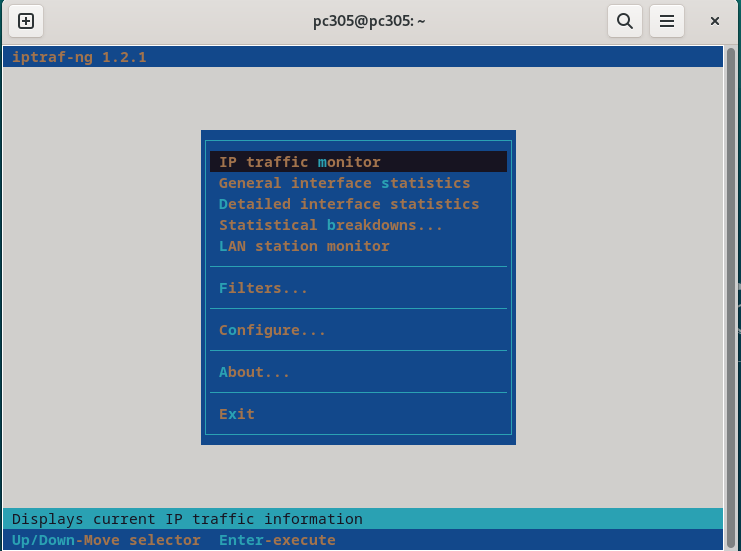 pc305@pc305: ~
iptraf-ng 1.2.1
IP traffic monitor
General interface statistics
Detailed interface statistics
Statistical breakdowns...
LAN station monitor
Filters...
Configure...
About...
Exit
Displays current IP traffic information
Up/Down-Move selector  Enter-execute